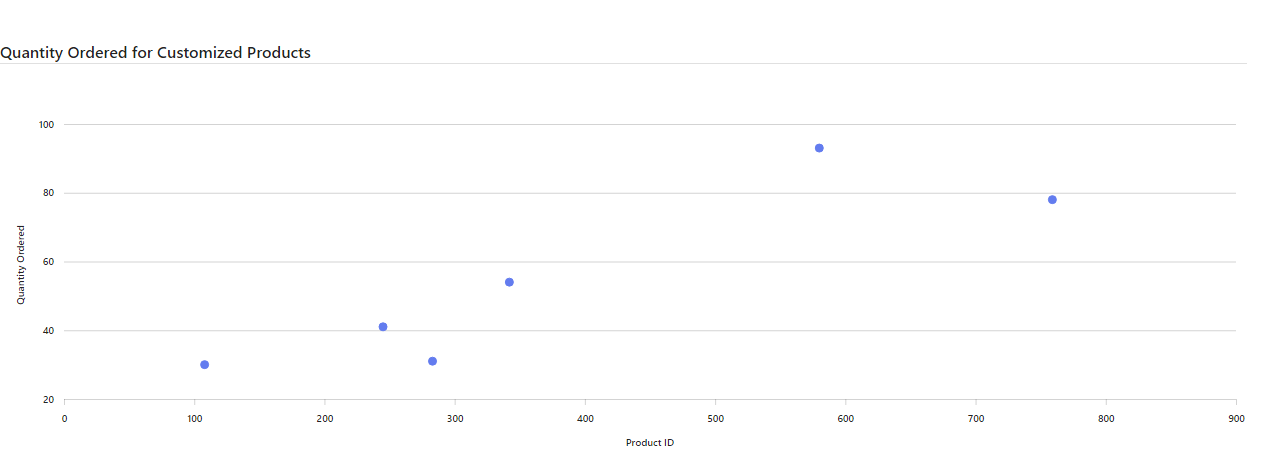 Quantity Ordered for Customized Products
100
80
60
40
20
Quantity Ordered
0 100 200 300 400 500 600 700 800 900
Product ID